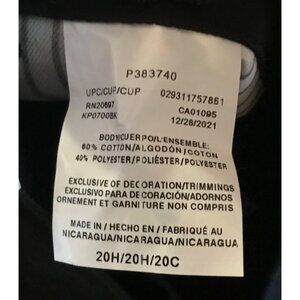 P383740
UPC/CUP/CUP 029311757861
RN20697 CA01095
KP0700BK 12/28/2021
BODY/CUERPO/L'ENSEMBLE:
60% COTTON/ALGODÓN/COTON
40% POLYESTER/POLIÉSTER/POLYESTER
EXCLUSIVE OF DECORATION/TRIMMINGS
EXCLUSIVO PARA DE CORACIÓN/ADORNOS
ORNEMENT ET GARNITURE NON COMPRIS
MADE IN / HECHO EN / FABRIQUÉ AU
NICARAGUA/NICARAGUA/NICARAGUA
20H/20H/20C